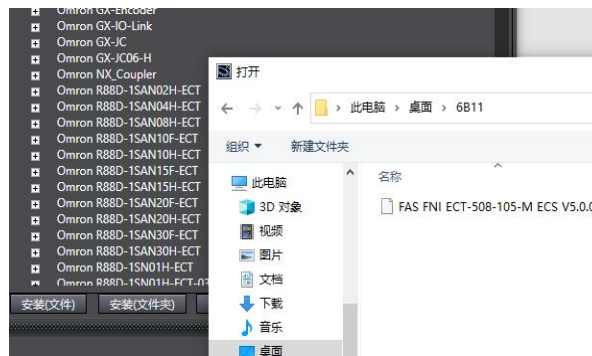 Omron GX-Encoder
Omron GX-IO-Link
Omron GX-JC
Omron GX-JC06-H
Omron NX_Coupler
Omron R88D-1SAN02H-ECT
Omron R88D-1SAN04H-ECT
Omron R88D-1SAN08H-ECT
Omron R88D-1SAN10F-ECT
Omron R88D-1SAN10H-ECT
Omron R88D-1SAN15F-ECT
Omron R88D-1SAN15H-ECT
Omron R88D-1SAN20F-ECT
Omron R88D-1SAN20H-ECT
Omron R88D-1SAN30F-ECT
Omron R88D-1SAN30H-ECT
Omron R88D-1SN01H-ECT
Omron R88D-1SN01H-ECT-0
安装(文件)
安装(文件夹)
打开
此电脑 › 桌面 › 6B11
组织
新建文件夹
此电脑
3D 对象
视频
图片
文档
下载
音乐
桌面
名称
FAS FNI ECT-508-105-M ECS V5.0.